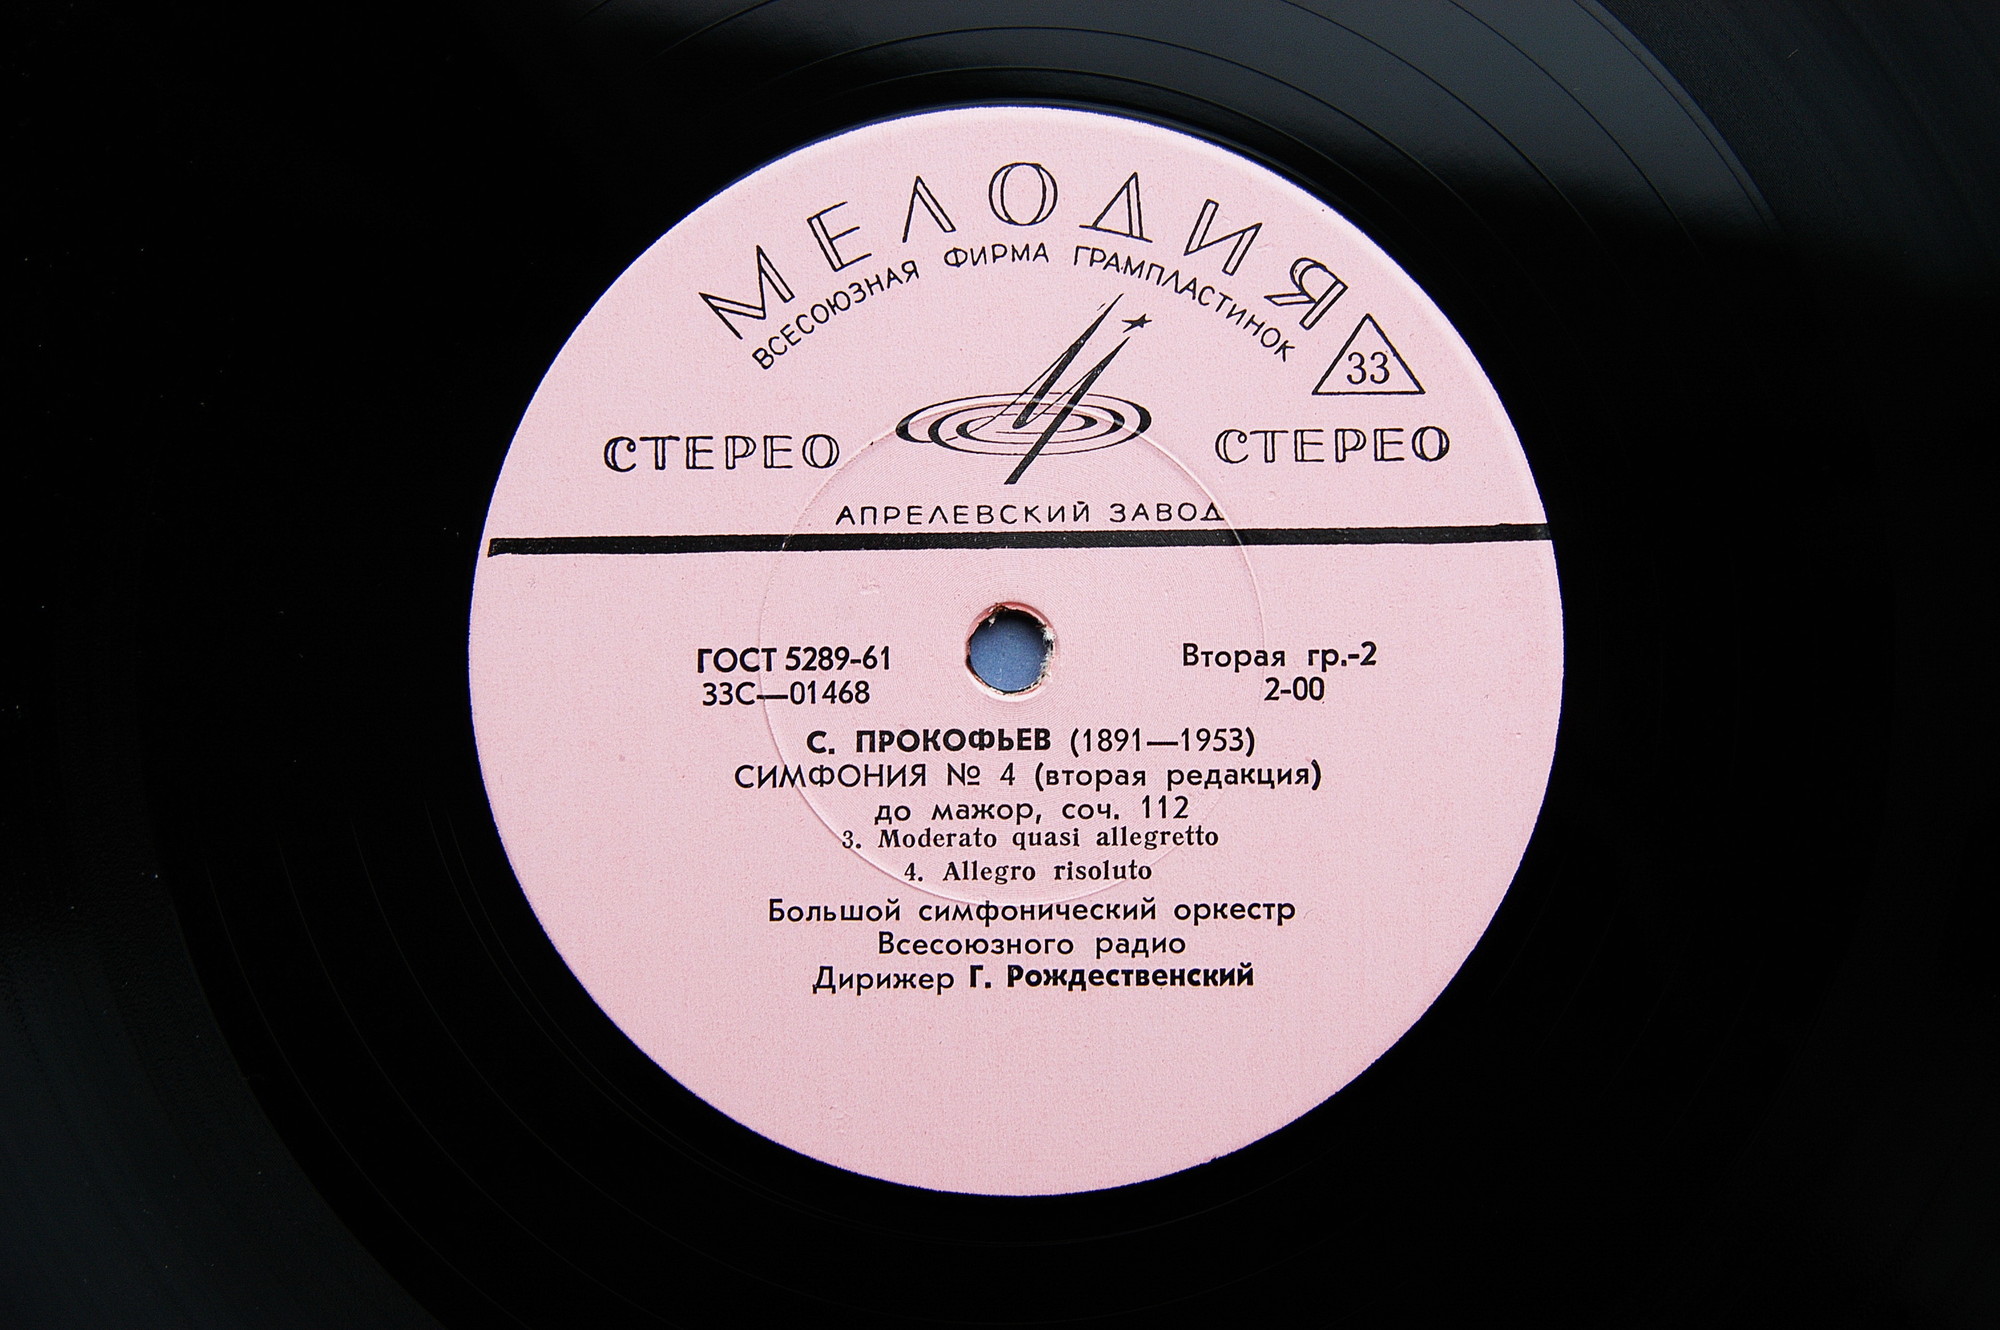 МЕЛОДИЯ
ВСЕСОЮЗНАЯ ФИРМА ГРАМПЛАСТИНОК
33
СТЕРЕО
СТЕРЕО
АПРЕЛЕВСКИЙ ЗАВОД
ГОСТ 5289-61
Вторая гр.-2
33С—01468
2-00
С. ПРОКОФЬЕВ (1891—1953)
СИМФОНИЯ № 4 (вторая редакция)
до мажор, соч. 112
3. Moderato quasi allegretto
4. Allegro risoluto
Большой симфонический оркестр
Всесоюзного радио
Дирижер Г. Рождественский